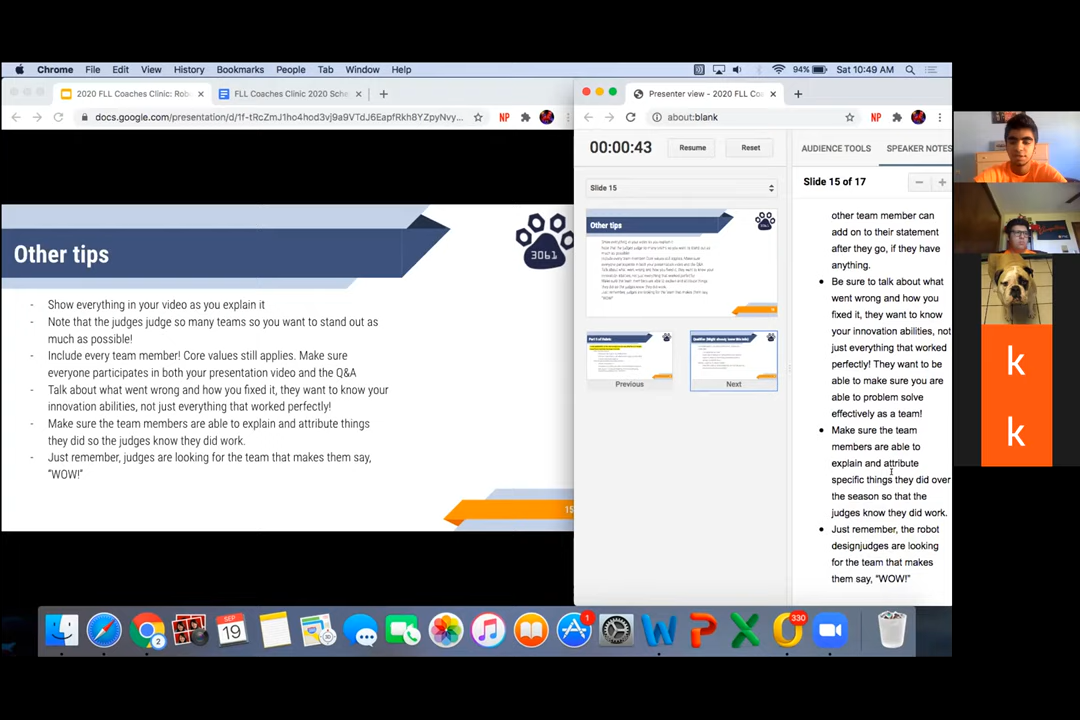 Chrome File Edit View History Bookmarks People Tab Window Help
94% Sat 10:49 AM
2020 FLL Coaches Clinic: Rob
FLL Coaches Clinic 2020 Sche
Presenter view - 2020 FLL Co
docs.google.com/presentation/d/1f-tRcZmJ1ho4hod3vj9a9VTdJ6EapfRkh8YZpyNvy...
NP
about:blank
NP
00:00:43
Resume
Reset
AUDIENCE TOOLS
SPEAKER NOTES
Slide 15
Slide 15 of 17
Other tips
3061
- Show everything in your video as you explain it
- Note that the judges judge so many teams so you want to stand out as
much as possible!
- Include every team member! Core values still applies. Make sure
everyone participates in both your presentation video and the Q&A
- Talk about what went wrong and how you fixed it, they want to know your
innovation abilities, not just everything that worked perfectly!
- Make sure the team members are able to explain and attribute things
they did so the judges know they did work.
- Just remember, judges are looking for the team that makes them say,
"WOW!"
15
Other tips
3061
Previous
Next
other team member can
add on to their statement
after they go, if they have
anything.
● Be sure to talk about what
went wrong and how you
fixed it, they want to know
your innovation abilities, not
just everything that worked
perfectly! They want to be
able to make sure you are
able to problem solve
effectively as a team!
● Make sure the team
members are able to
explain and attribute
specific things they did over
the season so that the
judges know they did work.
● Just remember, the robot
designjudges are looking
for the team that makes
them say, "WOW!"
k
k
2
SEP
19
1
330